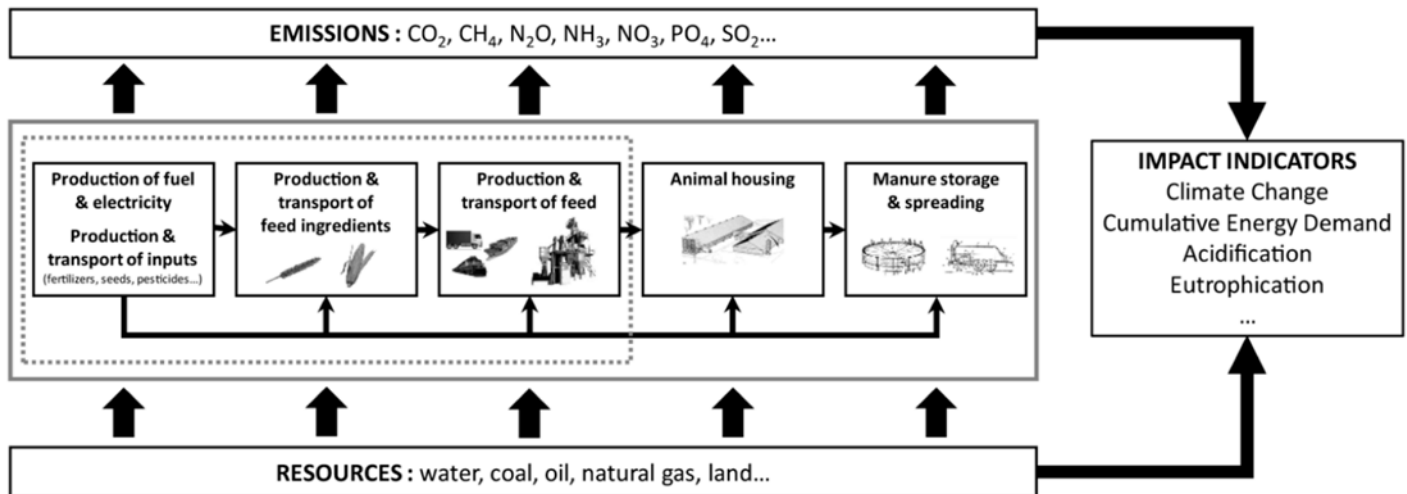 EMISSIONS : CO₂, CH₄, N₂O, NH₃, NO₃, PO₄, SO₂...
Production of fuel
& electricity
Production &
transport of inputs
(fertilizers, seeds, pesticides...)
Production &
transport of
feed ingredients
Production &
transport of feed
Animal housing
Manure storage
& spreading
IMPACT INDICATORS
Climate Change
Cumulative Energy Demand
Acidification
Eutrophication
...
RESOURCES : water, coal, oil, natural gas, land...